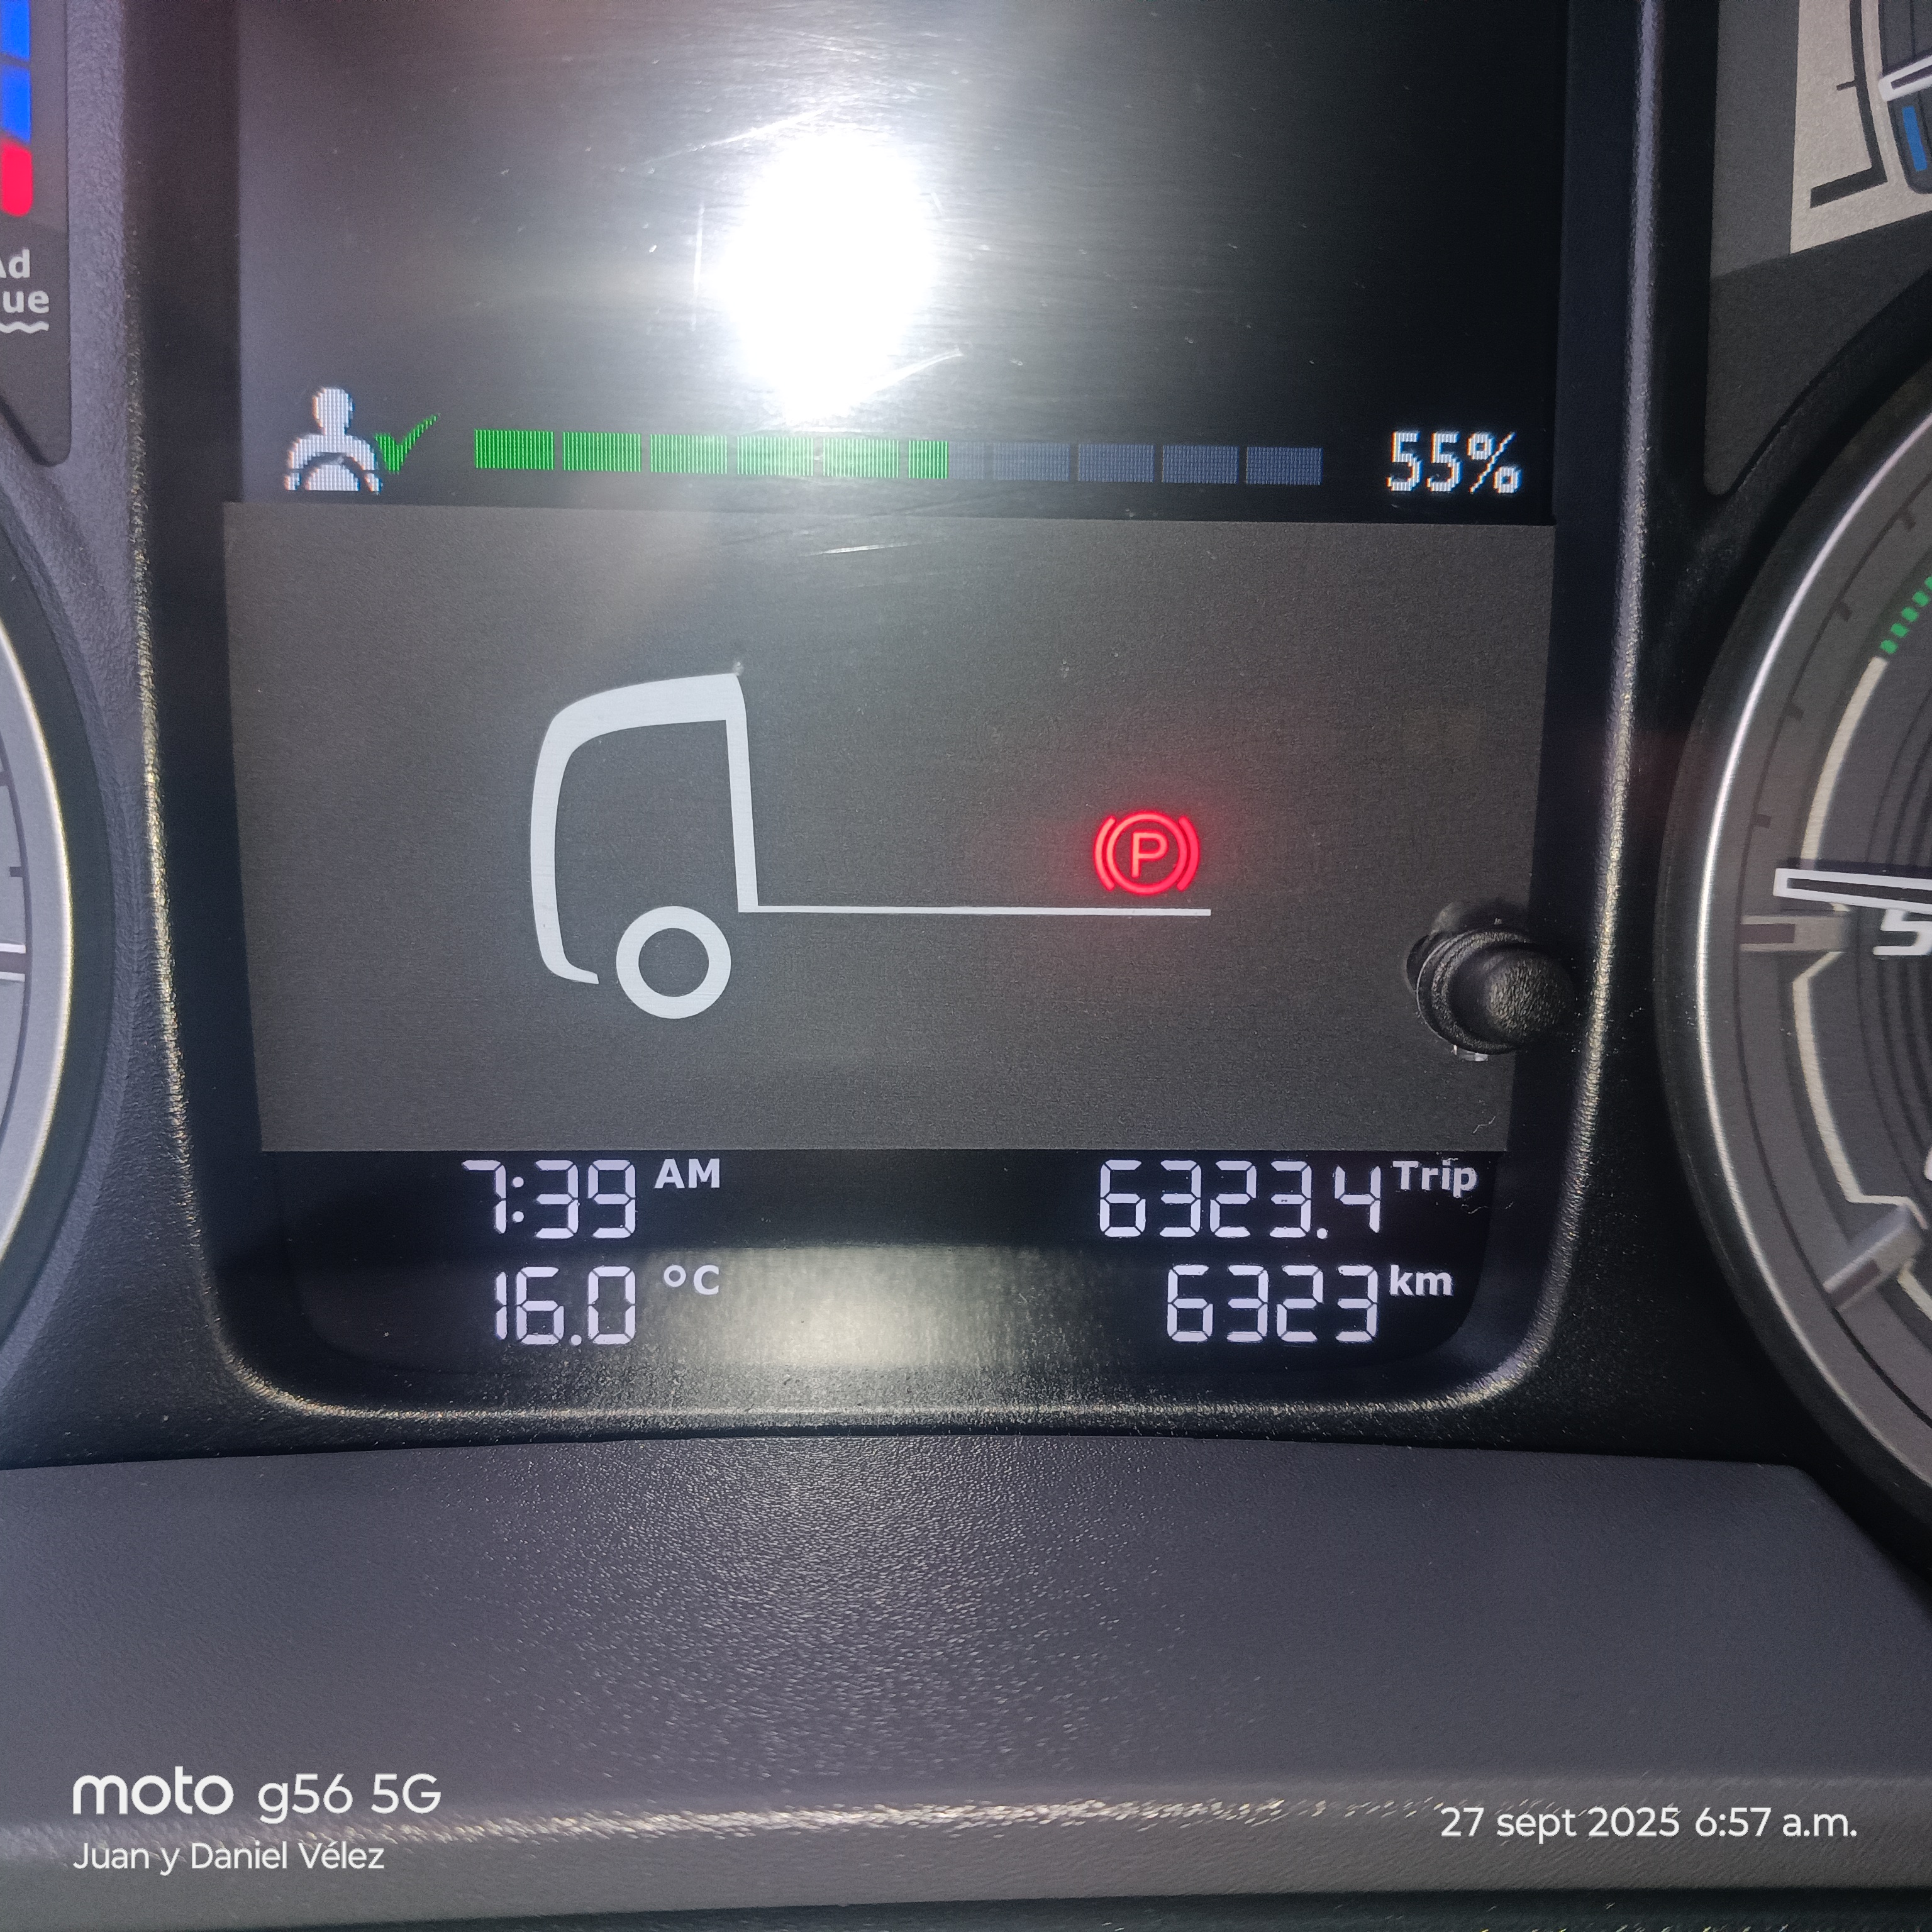 55%
P
7:39 AM
6323.4 Trip
16.0 °C
6323 km
moto g56 5G
Juan y Daniel Vélez
27 sept 2025 6:57 a.m.